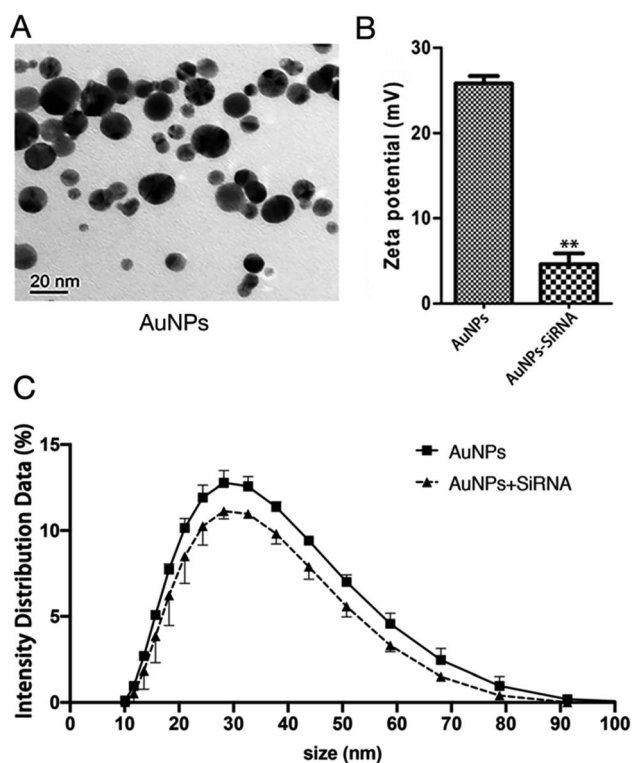 A
20 nm
AuNPs
B
Zeta potential (mV)
30
20
10
0
**
AuNPs
AuNPs-SiRNA
C
Intensity Distribution Data (%)
15
10
5
0
AuNPs
AuNPs+SiRNA
0 10 20 30 40 50 60 70 80 90 100
size (nm)